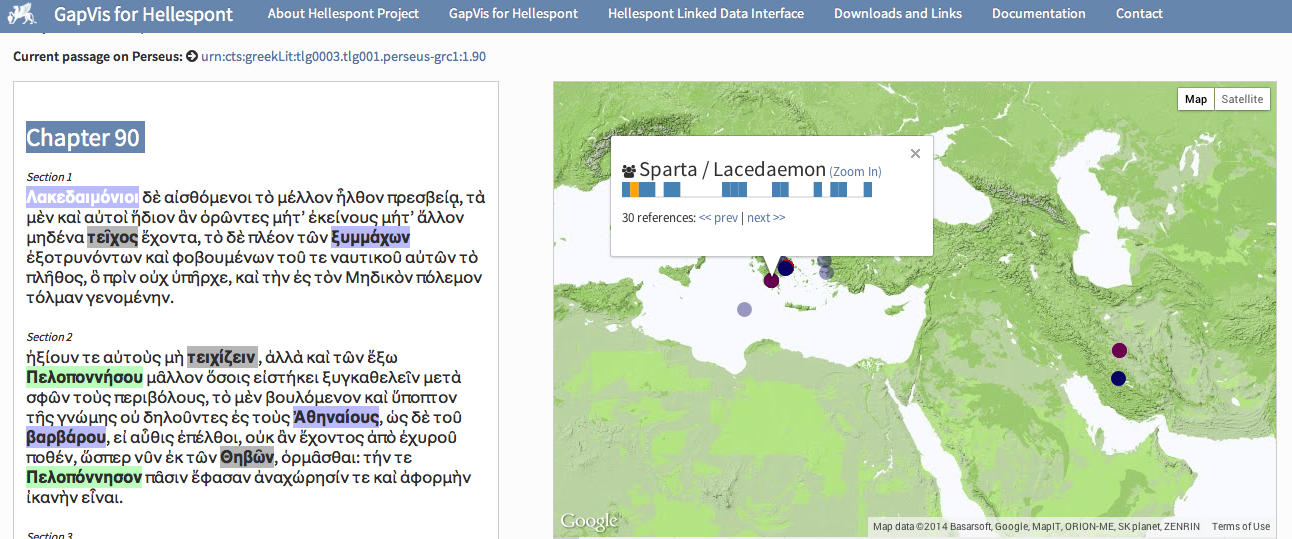 GapVis for Hellespont
About Hellespont Project
GapVis for Hellespont
Hellespont Linked Data Interface
Downloads and Links
Documentation
Contact
Current passage on Perseus: urn:cts:greekLit:tlg0003.tlg001.perseus-grc1:1.90
Chapter 90
Section 1
Λακεδαιμόνιοι δὲ αἰσθόμενοι τὸ μέλλον ἦλθον πρεσβείᾳ, τὰ
μὲν καὶ αὐτοὶ ἥδιον ἂν ὁρῶντες μήτ’ ἐκείνους μήτ’ ἄλλον
μηδένα τεῖχος ἔχοντα, τὸ δὲ πλέον τῶν ξυμμάχων
ἐξοτρυνόντων καὶ φοβουμένων τοῦ τε ναυτικοῦ αὐτῶν τὸ
πλῆθος, ὃ πρὶν οὐχ ὑπῆρχε, καὶ τὴν ἐς τὸν Μηδικὸν πόλεμον
τόλμαν γενομένην.
Section 2
ἠξίουν τε αὐτοὺς μὴ τειχίζειν, ἀλλὰ καὶ τῶν ἔξω
Πελοποννήσου μᾶλλον ὅσοις εἱστήκει ξυγκαθελεῖν μετὰ
σφῶν τοὺς περιβόλους, τὸ μὲν βουλόμενον καὶ ὕποπτον
τῆς γνώμης οὐ δηλοῦντες ἐς τοὺς Ἀθηναίους, ὡς δὲ τοῦ
βαρβάρου, εἰ αὖθις ἐπέλθοι, οὐκ ἂν ἔχοντος ἀπὸ ἐχυροῦ
ποθέν, ὥσπερ νῦν ἐκ τῶν Θηβῶν, ὁρμᾶσθαι: τήν τε
Πελοπόννησον πᾶσιν ἔφασαν ἀναχώρησίν τε καὶ ἀφορμὴν
ἱκανὴν εἶναι.
Section 3
Map
Satellite
Sparta / Lacedaemon (Zoom In)
30 references: << prev | next >>
Google
Map data ©2014 Basarsoft, Google, MapIT, ORION-ME, SK planet, ZENRIN
Terms of Use